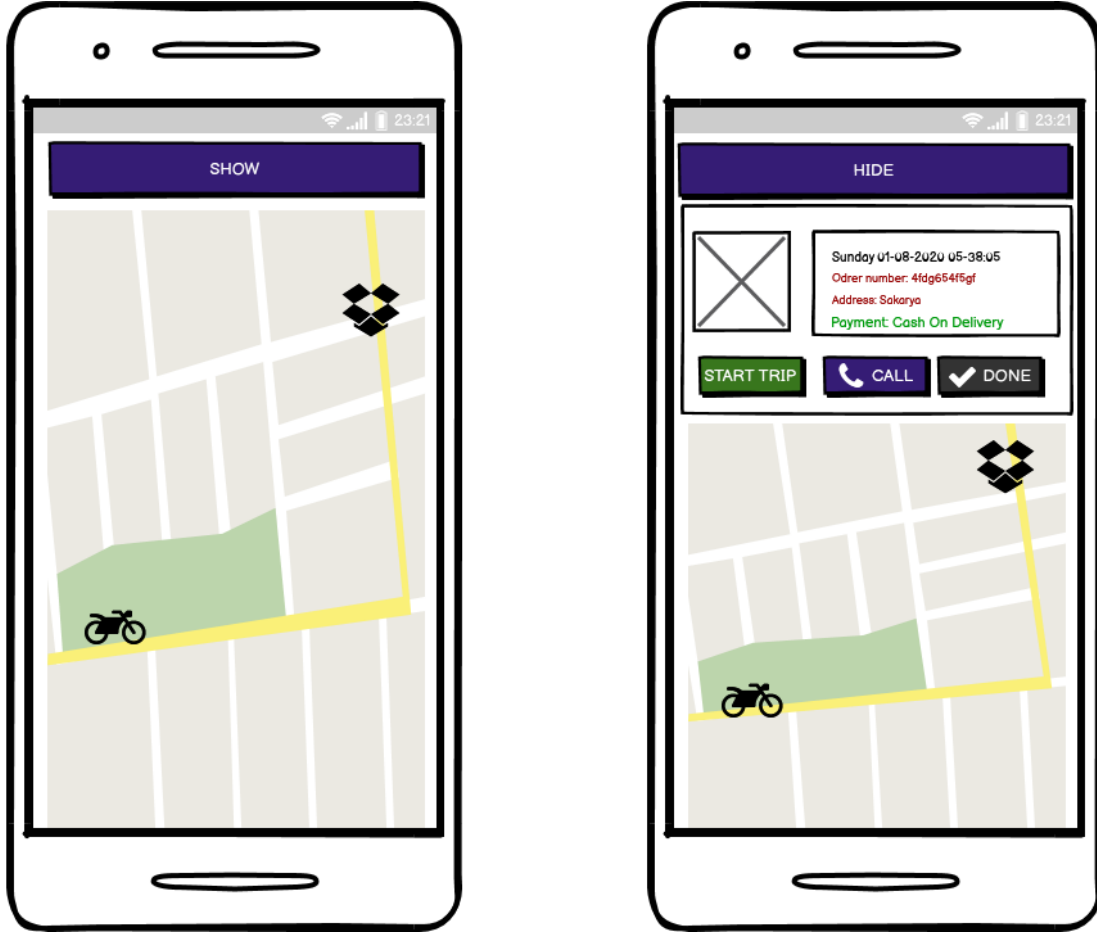 23:21
SHOW
23:21
HIDE
Sunday 01-08-2020 05-38:05
Odrer number: 4fdg654f5gf
Address: Sakarya
Payment: Cash On Delivery
START TRIP
CALL
DONE